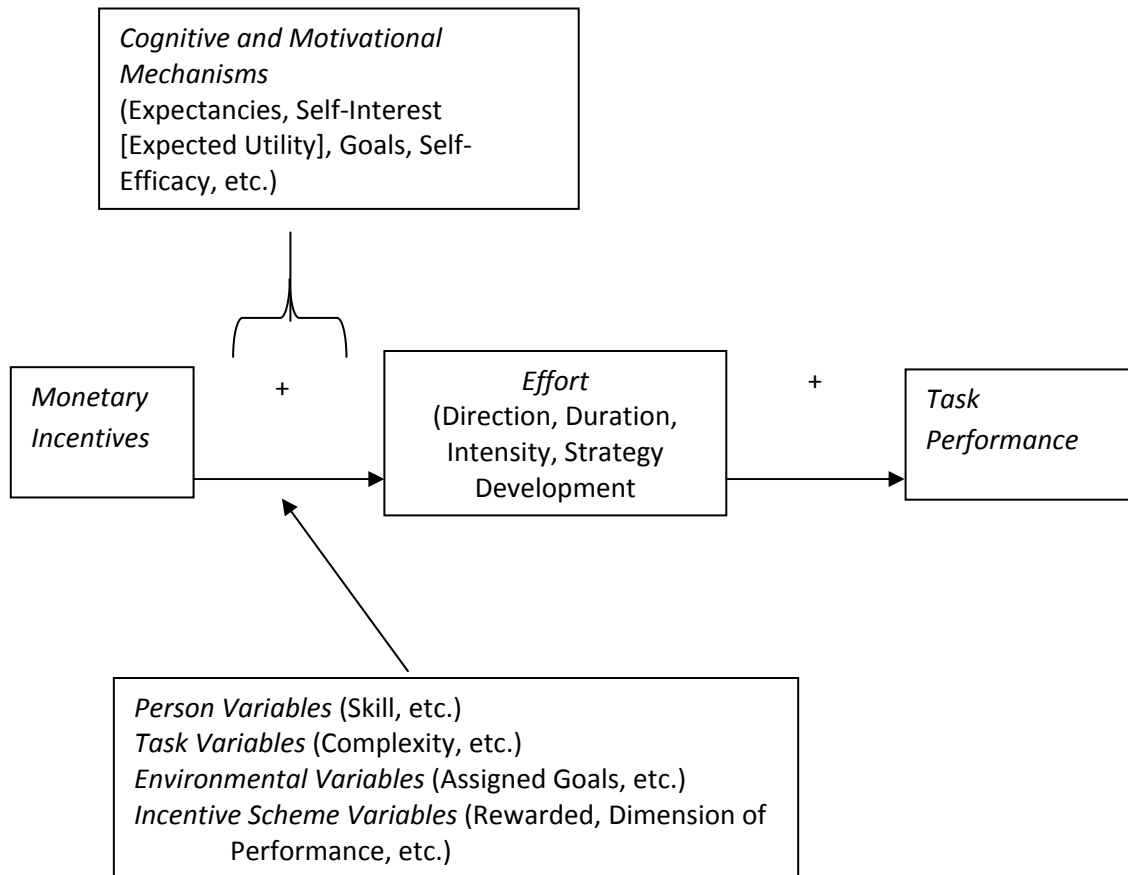 Cognitive and Motivational
Mechanisms
(Expectancies, Self-Interest
[Expected Utility], Goals, Self-
Efficacy, etc.)
Monetary
Incentives
+
Effort
(Direction, Duration,
Intensity, Strategy
Development
+
Task
Performance
Person Variables (Skill, etc.)
Task Variables (Complexity, etc.)
Environmental Variables (Assigned Goals, etc.)
Incentive Scheme Variables (Rewarded, Dimension of
Performance, etc.)